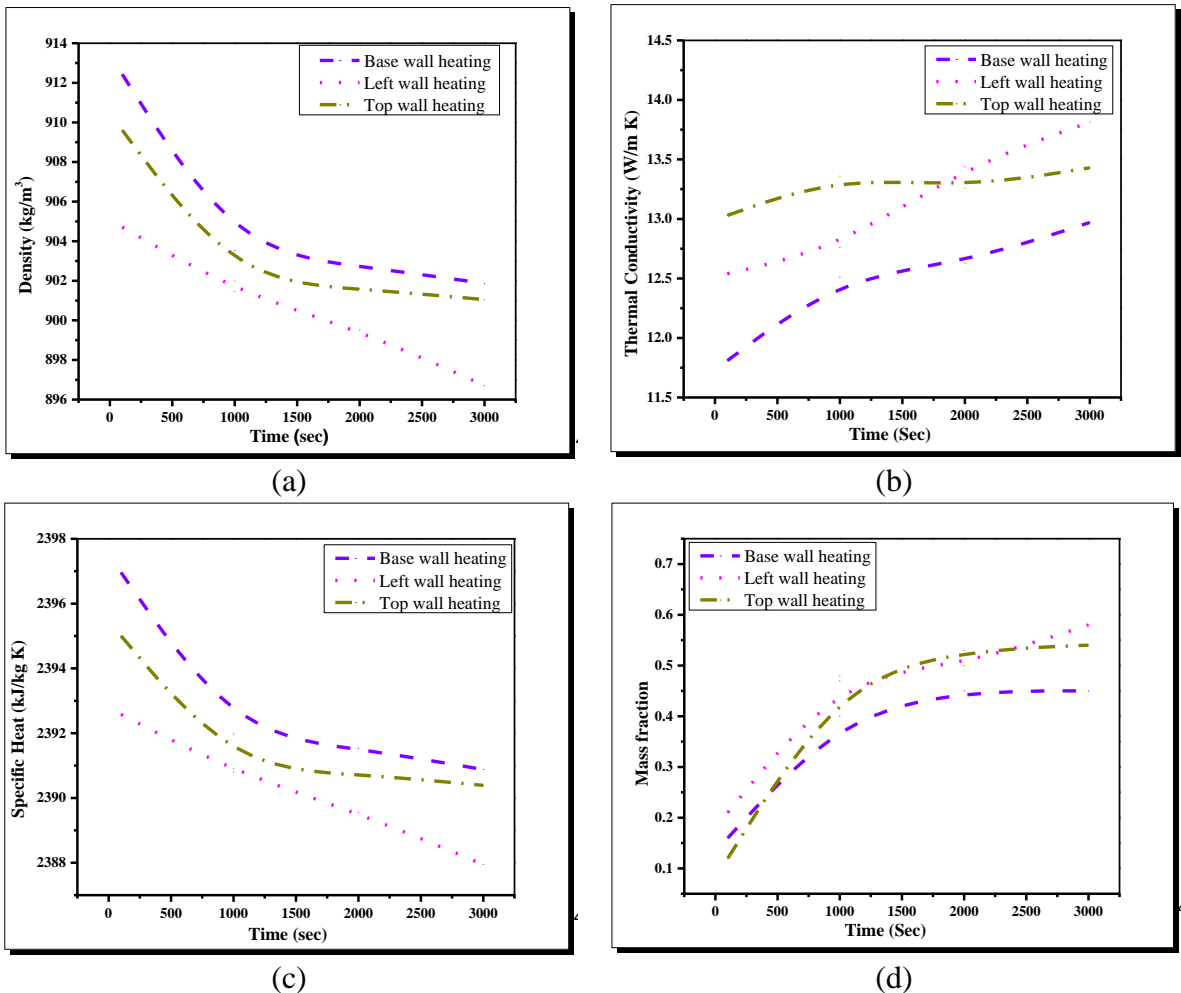 914
912
910
908
906
904
902
900
898
896
Density (kg/m³)
Base wall heating
Left wall heating
Top wall heating
0 500 1000 1500 2000 2500 3000
Time (sec)
(a)
14.5
14.0
13.5
13.0
12.5
12.0
11.5
Thermal Conductivity (W/m K)
Base wall heating
Left wall heating
Top wall heating
0 1000 2000 3000
Time (Sec)
(b)
2398
2396
2394
2392
2390
2388
Specific Heat (kJ/kg K)
Base wall heating
Left wall heating
Top wall heating
0 500 1000 1500 2000 2500 3000
Time (sec)
(c)
0.7
0.6
0.5
0.4
0.3
0.2
0.1
Mass fraction
Base wall heating
Left wall heating
Top wall heating
0 500 1000 1500 2000 2500 3000
Time (Sec)
(d)